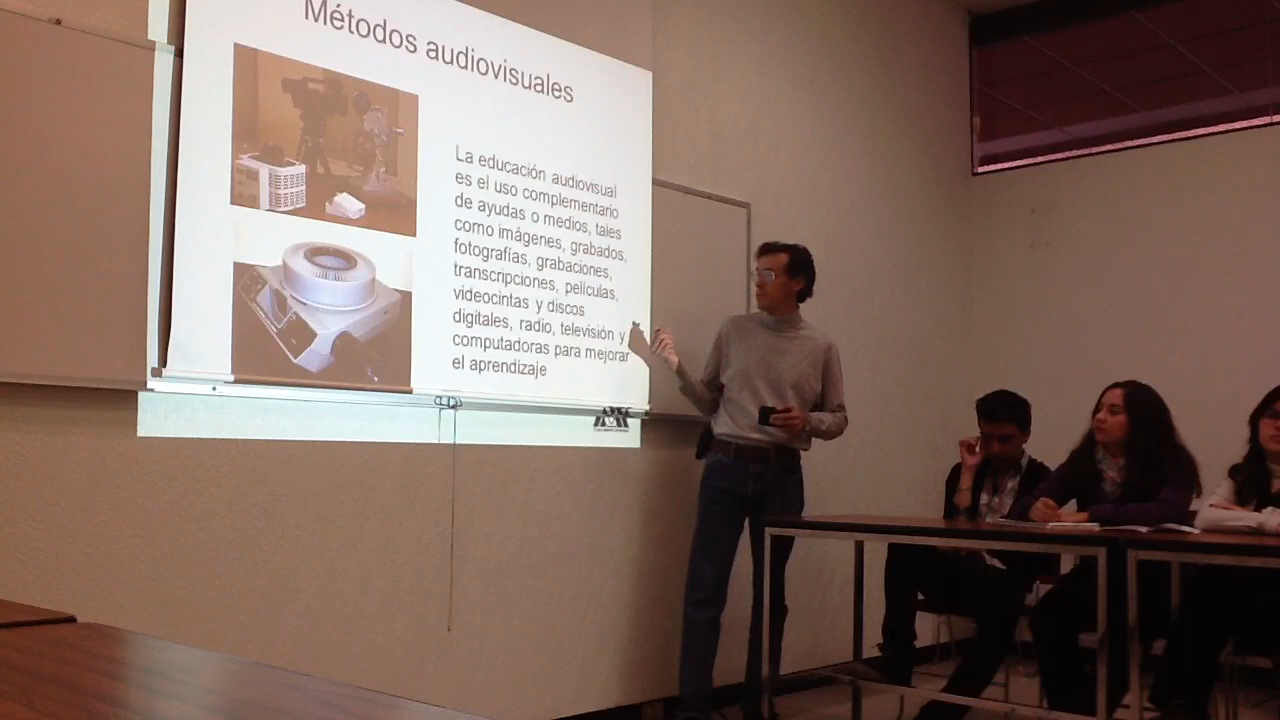 Métodos audiovisuales
La educación audiovisual
es el uso complementario
de ayudas o medios, tales
como imágenes, grabados,
fotografías, grabaciones,
transcripciones, películas,
videocintas y discos
digitales, radio, televisión y
computadoras para mejorar
el aprendizaje